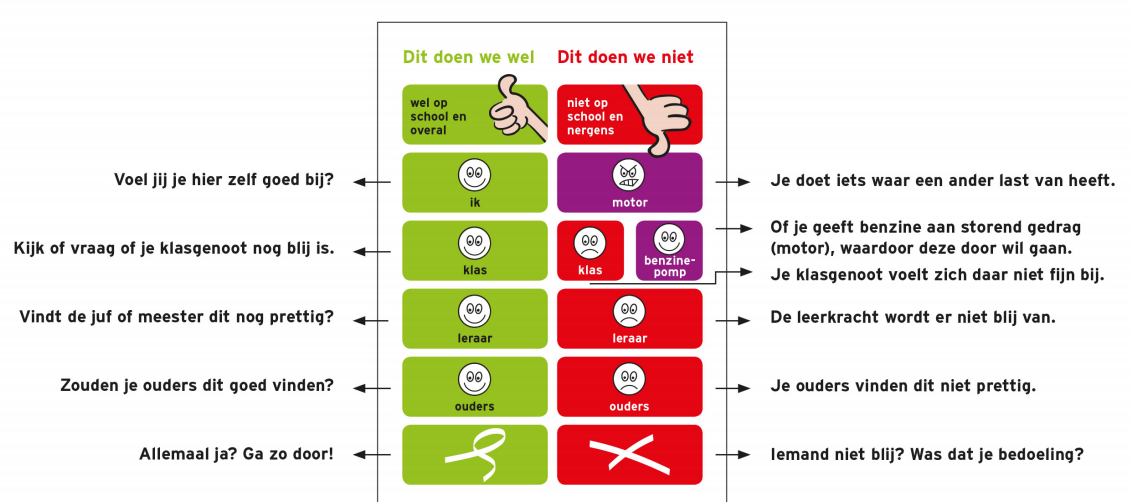 Dit doen we wel
Dit doen we niet
wel op
school en
overal
niet op
school en
nergens
Voel jij je hier zelf goed bij?
ik
motor
Je doet iets waar een ander last van heeft.
Kijk of vraag of je klasgenoot nog blij is.
klas
klas
benzine-
pomp
Of je geeft benzine aan storend gedrag
(motor), waardoor deze door wil gaan.
Je klasgenoot voelt zich daar niet fijn bij.
Vindt de juf of meester dit nog prettig?
leraar
leraar
De leerkracht wordt er niet blij van.
Zouden je ouders dit goed vinden?
ouders
ouders
Je ouders vinden dit niet prettig.
Allemaal ja? Ga zo door!
Iemand niet blij? Was dat je bedoeling?